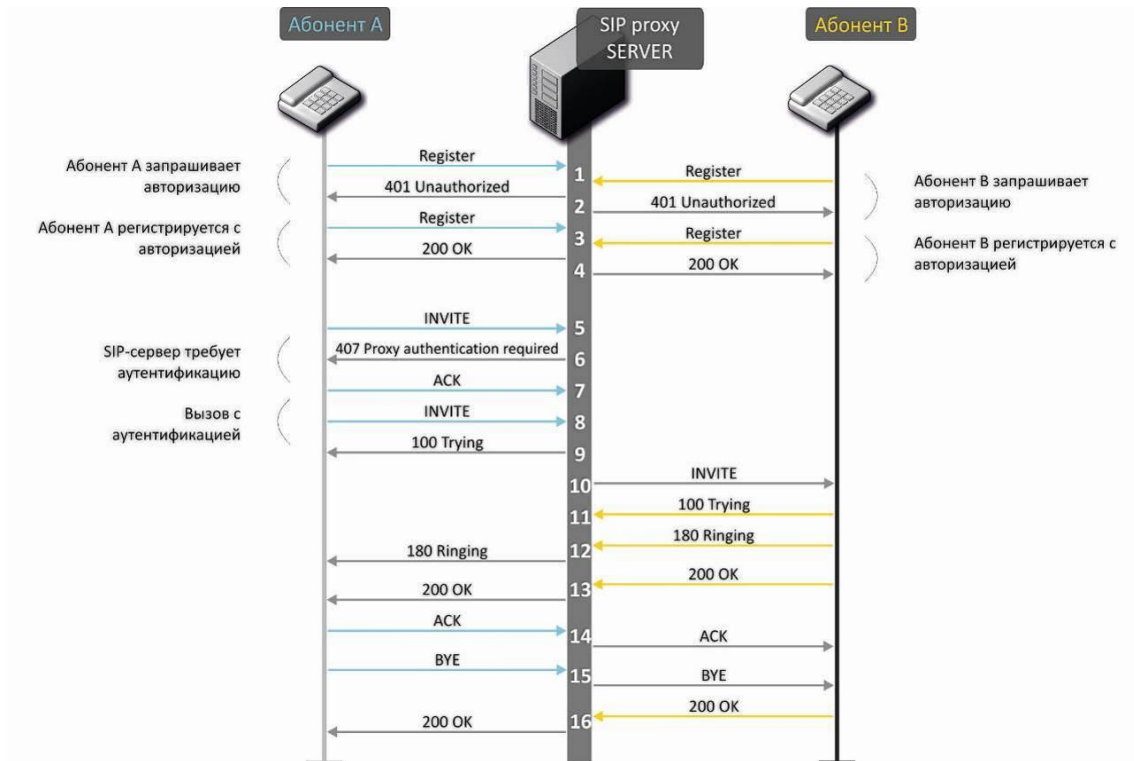 Абонент А
SIP proxy
SERVER
Абонент В
Абонент А запрашивает
авторизацию
Register
1
Register
Абонент В запрашивает
авторизацию
401 Unauthorized
2
401 Unauthorized
Абонент А регистрируется с
авторизацией
Register
3
Register
Абонент В регистрируется с
авторизацией
200 OK
4
200 OK
INVITE
5
SIP-сервер требует
аутентификацию
407 Proxy authentication required
6
ACK
7
Вызов с
аутентификацией
INVITE
8
100 Trying
9
10
INVITE
11
100 Trying
12
180 Ringing
180 Ringing
13
200 OK
200 OK
ACK
14
ACK
BYE
15
BYE
16
200 OK
200 OK